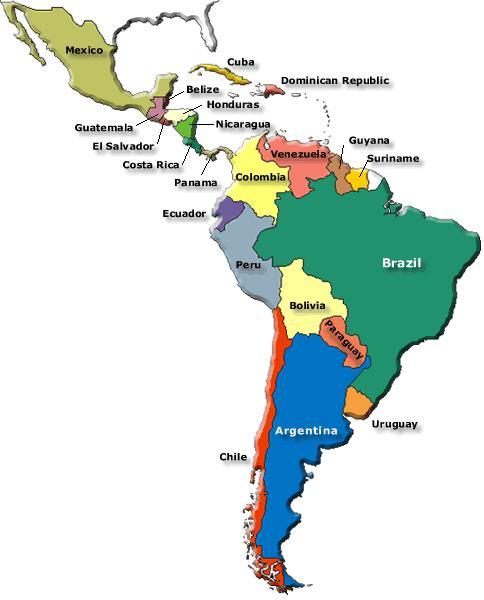 Mexico
Cuba
Dominican Republic
Belize
Honduras
Guatemala
Nicaragua
El Salvador
Costa Rica
Panama
Guyana
Venezuela
Suriname
Colombia
Ecuador
Peru
Brazil
Bolivia
Paraguay
Uruguay
Argentina
Chile